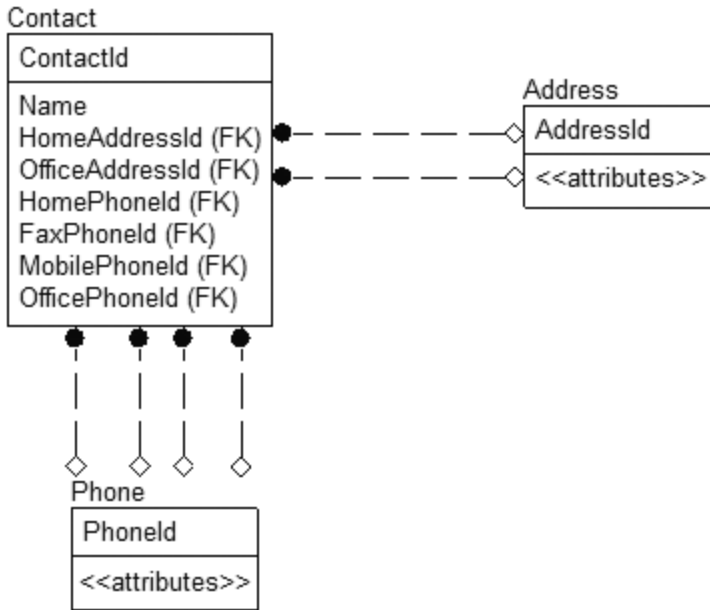 Contact
ContactId
Name
HomeAddressId (FK)
OfficeAddressId (FK)
HomePhoneId (FK)
FaxPhoneId (FK)
MobilePhoneId (FK)
OfficePhoneId (FK)
Address
AddressId
<<attributes>>
Phone
PhoneId
<<attributes>>